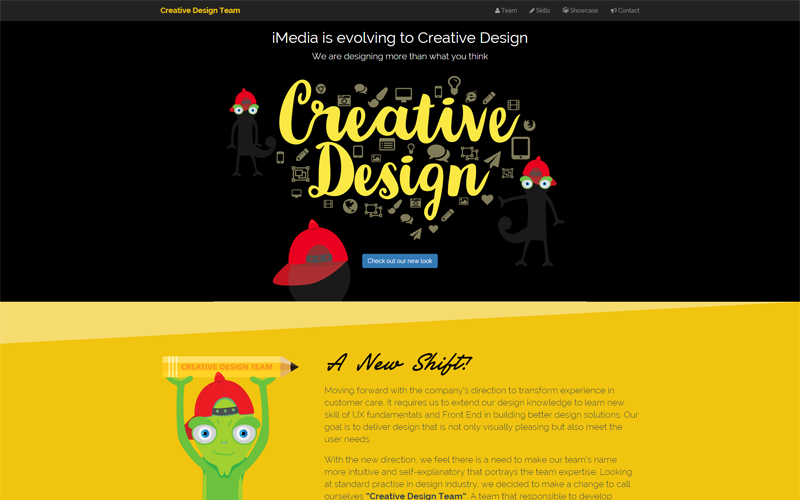 Creative Design Team
Team
Skills
Showcase
Contact
iMedia is evolving to Creative Design
We are designing more than what you think
Creative
Design
Check out our new look
CREATIVE DESIGN TEAM.
A New Shift?
Moving forward with the company's direction to transform experience in
customer care. It requires us to extend our design knowledge to learn new
skill of UX fundamentals and Front End in building better design solutions. Our
goal is to deliver design that is not only visually pleasing but also meet the
user needs.
With the new direction, we feel there is a need to make our team's name
more intuitive and self-explanatory that portrays the team expertise. Looking
at standard practise in design industry, we decided to make a change to call
ourselves "Creative Design Team". A team that responsible to develop